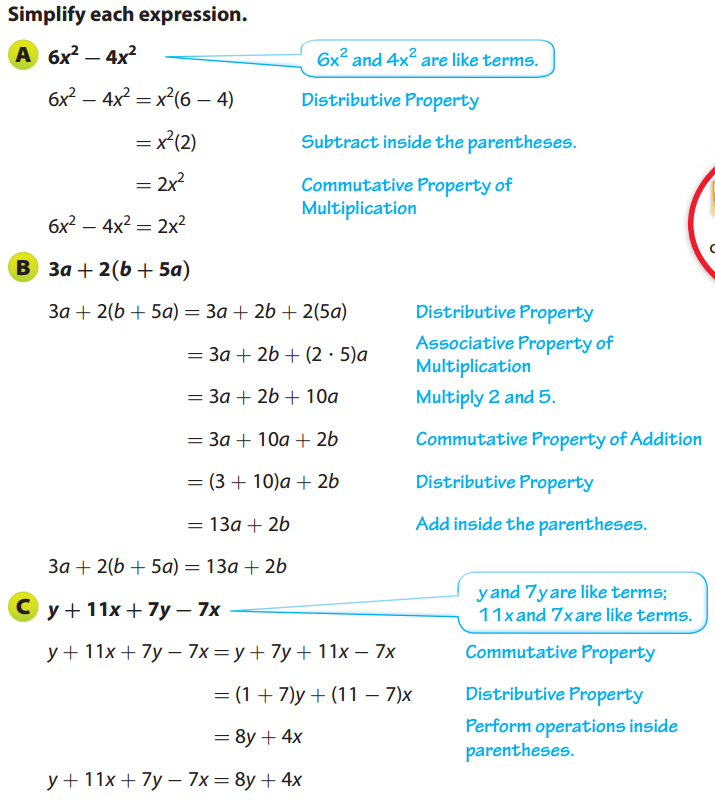 Simplify each expression.
A 6x² − 4x²
6x² and 4x² are like terms.
6x² − 4x² = x²(6 − 4) Distributive Property
= x²(2) Subtract inside the parentheses.
= 2x² Commutative Property of
Multiplication
6x² − 4x² = 2x²
B 3a + 2(b + 5a)
3a + 2(b + 5a) = 3a + 2b + 2(5a) Distributive Property
= 3a + 2b + (2 · 5)a Associative Property of
Multiplication
= 3a + 2b + 10a Multiply 2 and 5.
= 3a + 10a + 2b Commutative Property of Addition
= (3 + 10)a + 2b Distributive Property
= 13a + 2b Add inside the parentheses.
3a + 2(b + 5a) = 13a + 2b
C y + 11x + 7y − 7x
y and 7y are like terms;
11x and 7x are like terms.
y + 11x + 7y − 7x = y + 7y + 11x − 7x Commutative Property
= (1 + 7)y + (11 − 7)x Distributive Property
= 8y + 4x Perform operations inside
parentheses.
y + 11x + 7y − 7x = 8y + 4x